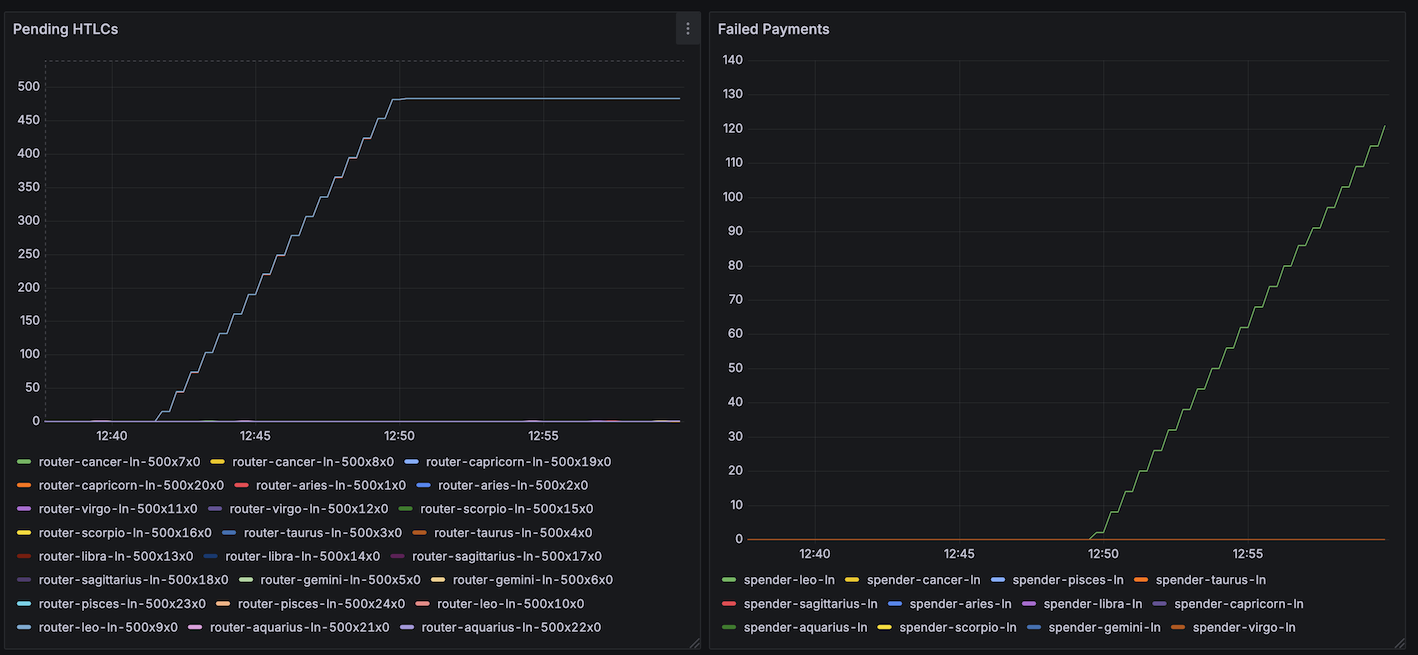 Pending HTLCs
500
450
400
350
300
250
200
150
100
50
0
12:40 12:45 12:50 12:55
router-cancer-ln-500x7x0 router-cancer-ln-500x8x0 router-capricorn-ln-500x19x0
router-capricorn-ln-500x20x0 router-aries-ln-500x1x0 router-aries-ln-500x2x0
router-virgo-ln-500x11x0 router-virgo-ln-500x12x0 router-scorpio-ln-500x15x0
router-scorpio-ln-500x16x0 router-taurus-ln-500x3x0 router-taurus-ln-500x4x0
router-libra-ln-500x13x0 router-libra-ln-500x14x0 router-sagittarius-ln-500x17x0
router-sagittarius-ln-500x18x0 router-gemini-ln-500x5x0 router-gemini-ln-500x6x0
router-pisces-ln-500x23x0 router-pisces-ln-500x24x0 router-leo-ln-500x10x0
router-leo-ln-500x9x0 router-aquarius-ln-500x21x0 router-aquarius-ln-500x22x0
Failed Payments
140
130
120
110
100
90
80
70
60
50
40
30
20
10
0
12:40 12:45 12:50 12:55
spender-leo-ln spender-cancer-ln spender-pisces-ln spender-taurus-ln
spender-sagittarius-ln spender-aries-ln spender-libra-ln spender-capricorn-ln
spender-aquarius-ln spender-scorpio-ln spender-gemini-ln spender-virgo-ln